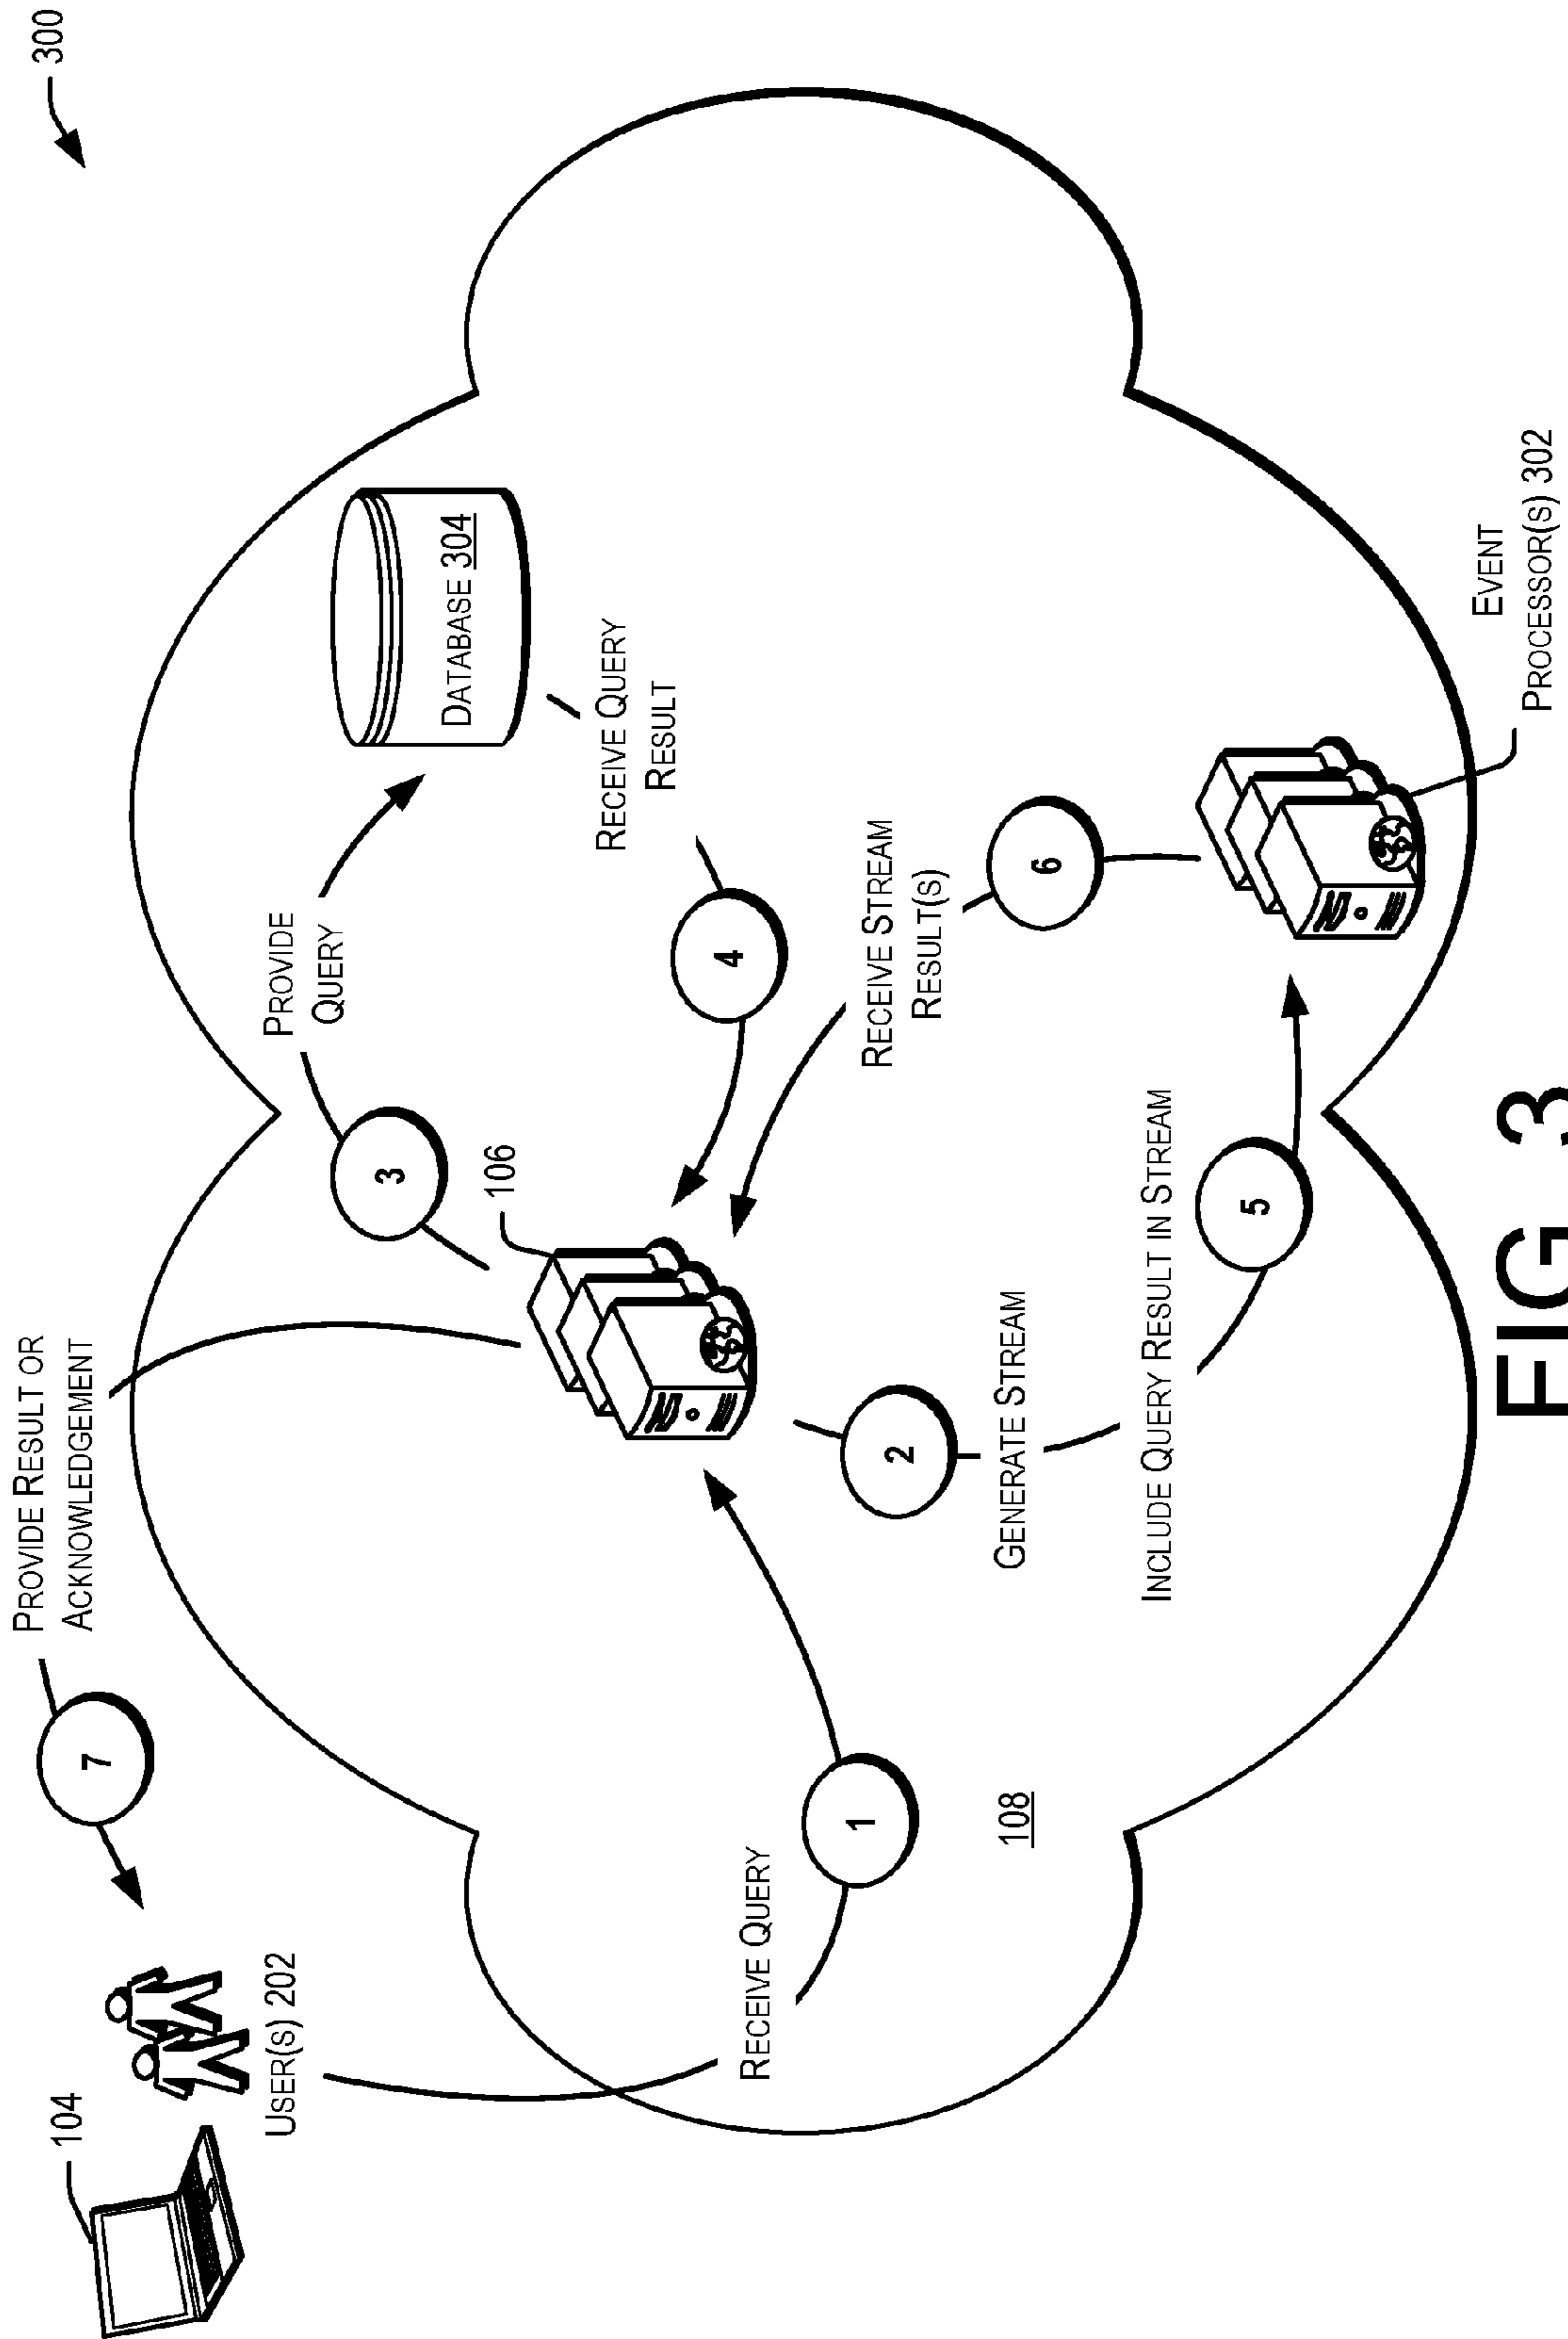 300
PROVIDE RESULT OR
ACKNOWLEDGEMENT
7
104
USER(S) 202
PROVIDE
QUERY
3
DATABASE 304
106
RECEIVE QUERY
RESULT
4
RECEIVE QUERY
1
2
RECEIVE STREAM
RESULT(S)
GENERATE STREAM
6
108
INCLUDE QUERY RESULT IN STREAM
5
EVENT
PROCESSOR(S) 302
FIG. 3